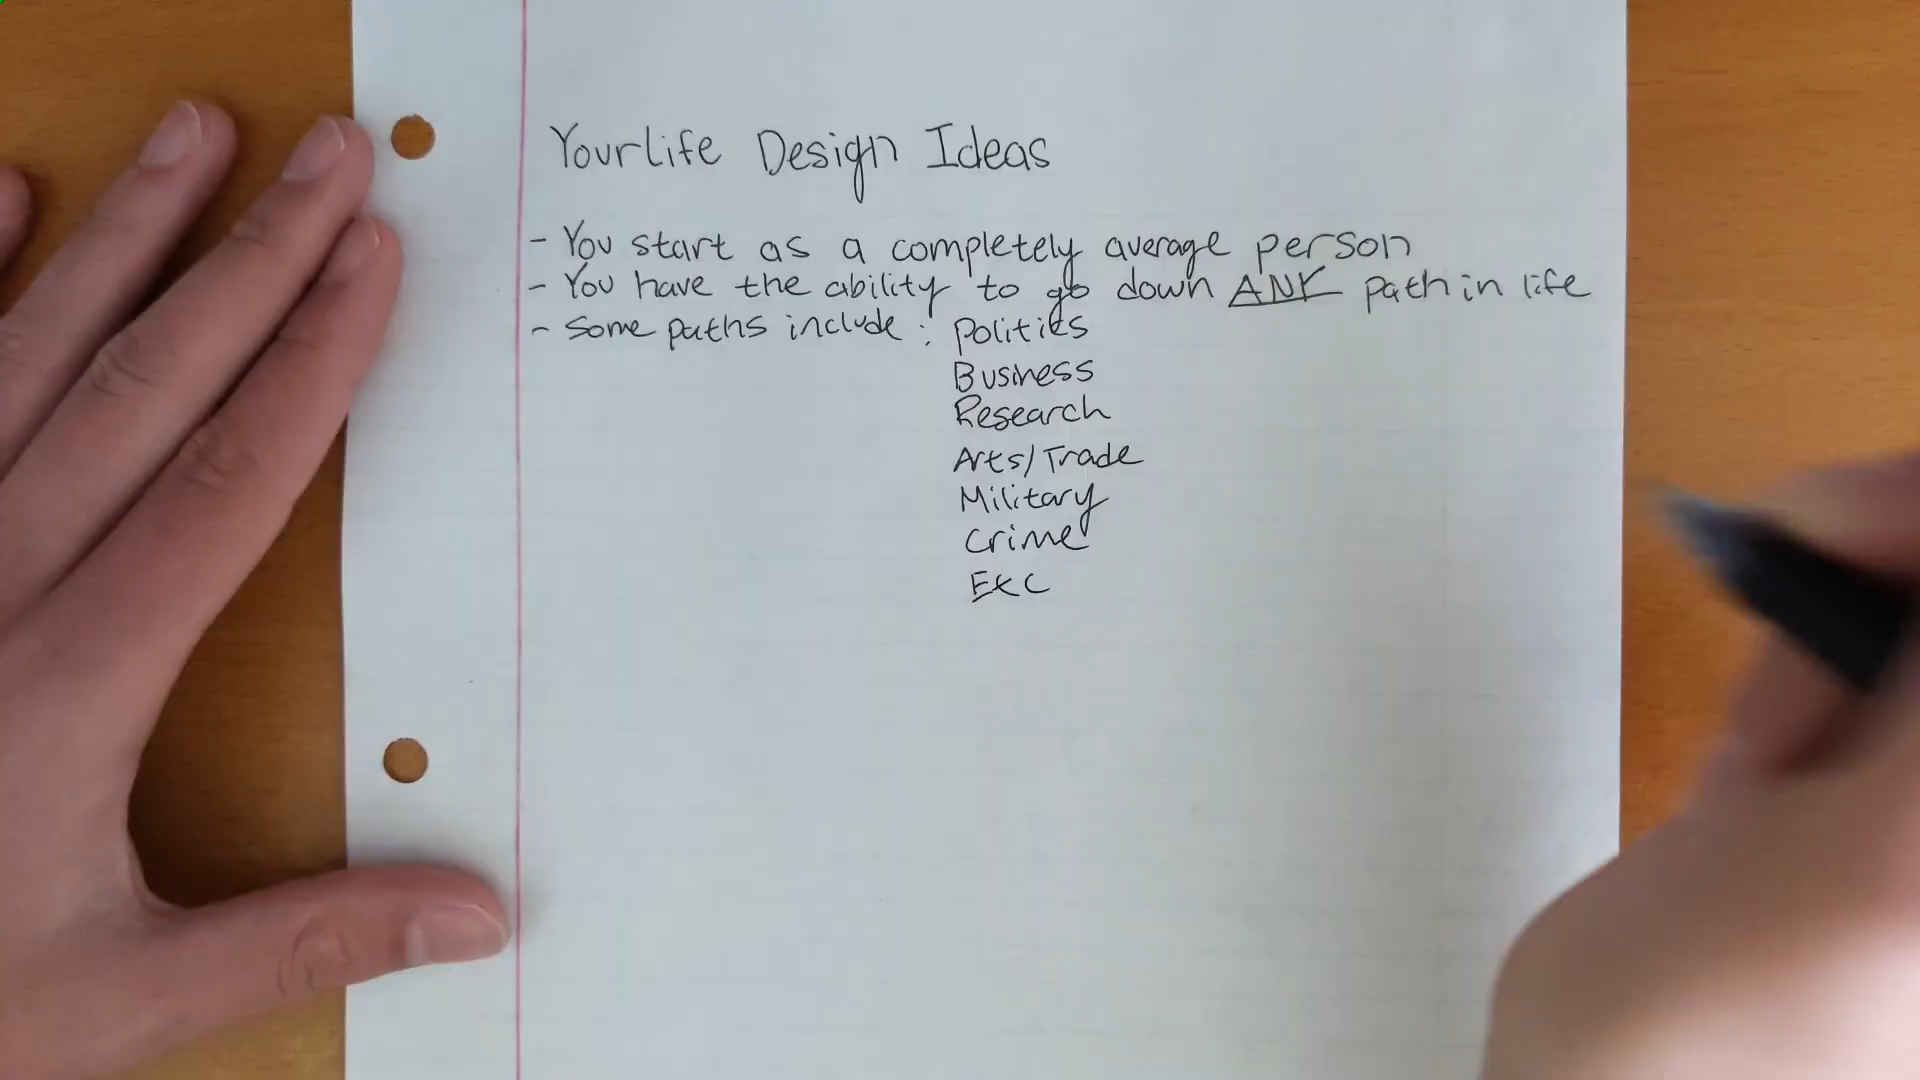 Yourlife Design Ideas
- You start as a completely average person
- You have the ability to go down ANY path in life
- Some paths include : Politics
Business
Research
Arts/Trade
Military
Crime
Etc